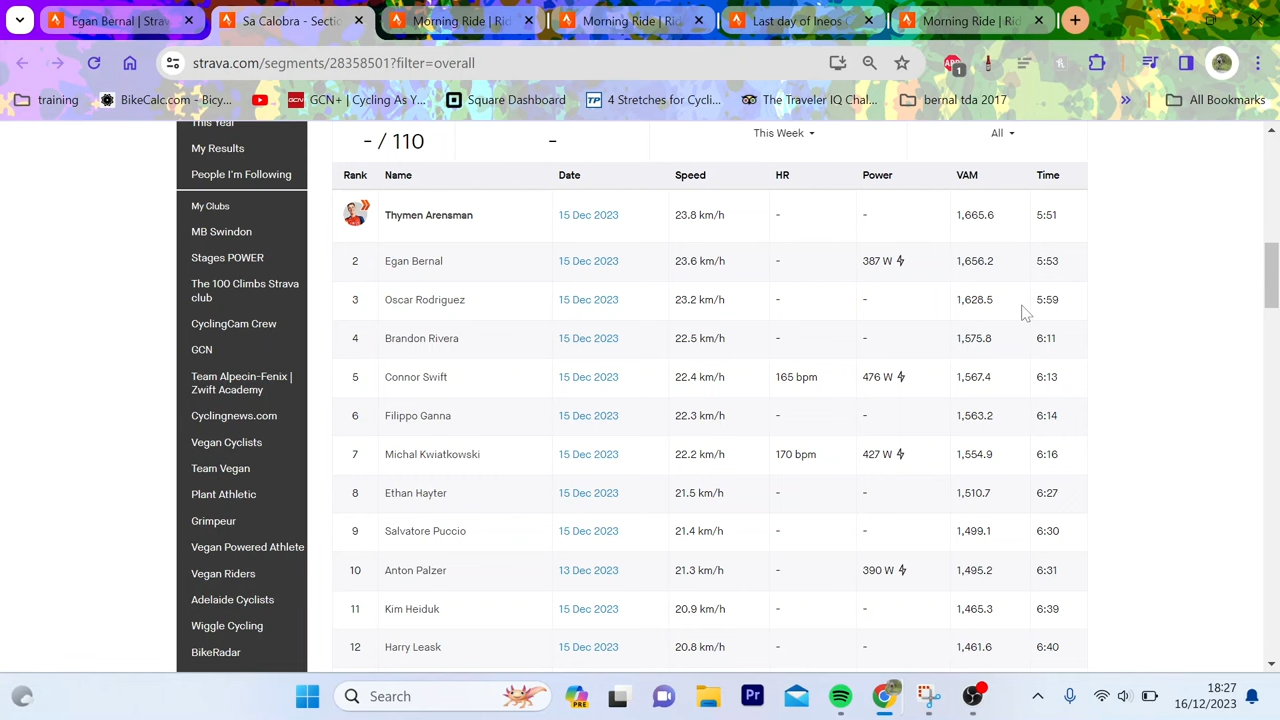 Egan Bernal | Strav
Sa Calobra - Sectio
Morning Ride | Rid
Morning Ride | Rid
Last day of Ineos C
Morning Ride | Rid
strava.com/segments/28358501?filter=overall
1
training
BikeCalc.com - Bicy...
GCN+ | Cycling As Y...
Square Dashboard
TP 4 Stretches for Cycli...
The Traveler IQ Chal...
bernal tda 2017
All Bookmarks
This Year
My Results
People I'm Following
My Clubs
MB Swindon
Stages POWER
The 100 Climbs Strava
club
CyclingCam Crew
GCN
Team Alpecin-Fenix |
Zwift Academy
Cyclingnews.com
Vegan Cyclists
Team Vegan
Plant Athletic
Grimpeur
Vegan Powered Athlete
Vegan Riders
Adelaide Cyclists
Wiggle Cycling
BikeRadar
- / 110 - This Week All
Rank Name Date Speed HR Power VAM Time
Thymen Arensman 15 Dec 2023 23.8 km/h - - 1,665.6 5:51
2 Egan Bernal 15 Dec 2023 23.6 km/h - 387 W 1,656.2 5:53
3 Oscar Rodriguez 15 Dec 2023 23.2 km/h - - 1,628.5 5:59
4 Brandon Rivera 15 Dec 2023 22.5 km/h - - 1,575.8 6:11
5 Connor Swift 15 Dec 2023 22.4 km/h 165 bpm 476 W 1,567.4 6:13
6 Filippo Ganna 15 Dec 2023 22.3 km/h - - 1,563.2 6:14
7 Michal Kwiatkowski 15 Dec 2023 22.2 km/h 170 bpm 427 W 1,554.9 6:16
8 Ethan Hayter 15 Dec 2023 21.5 km/h - - 1,510.7 6:27
9 Salvatore Puccio 15 Dec 2023 21.4 km/h - - 1,499.1 6:30
10 Anton Palzer 13 Dec 2023 21.3 km/h - 390 W 1,495.2 6:31
11 Kim Heiduk 15 Dec 2023 20.9 km/h - - 1,465.3 6:39
12 Harry Leask 15 Dec 2023 20.8 km/h - - 1,461.6 6:40
Search
PRE
Pr
18:27
16/12/2023